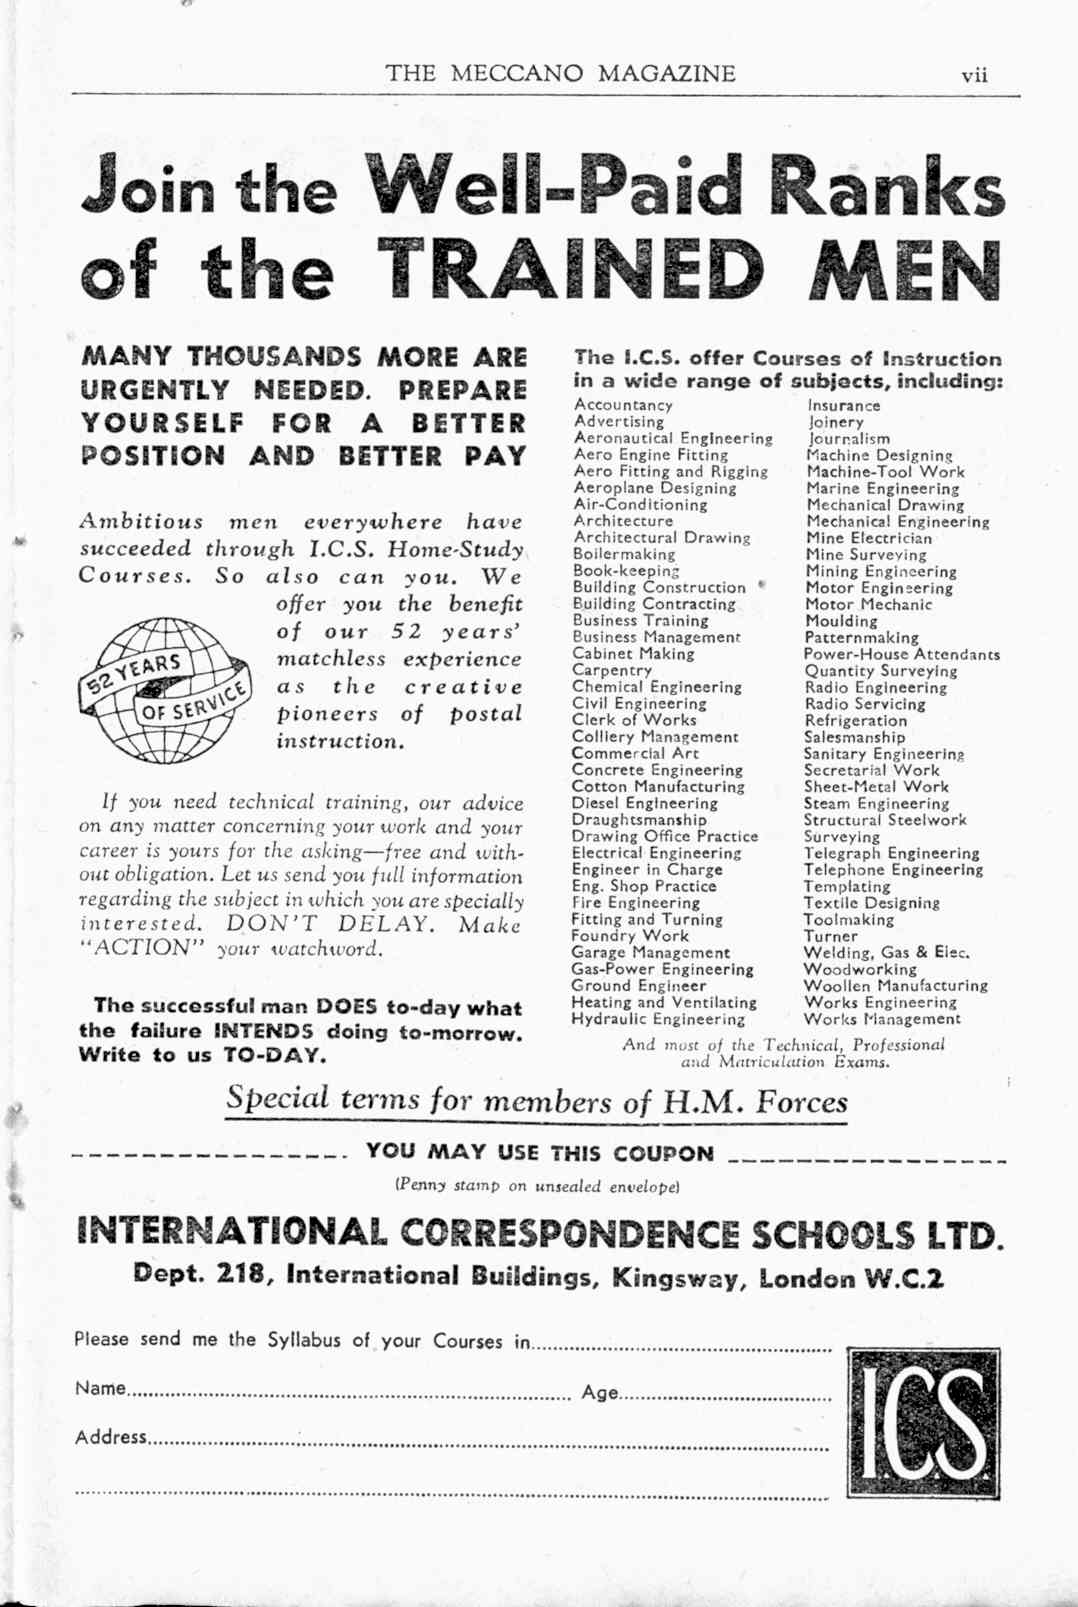 THE MECCANO MAGAZINE vii
Join the Well-Paid Ranks
of the TRAINED MEN
MANY THOUSANDS MORE ARE
URGENTLY NEEDED. PREPARE
YOURSELF FOR A BETTER
POSITION AND BETTER PAY
Ambitious men everywhere have
succeeded through I.C.S. Home-Study
Courses. So also can you. We
offer you the benefit
of our 52 years'
matchless experience
as the creative
pioneers of postal
instruction.
52 YEARS
OF SERVICE
If you need technical training, our advice
on any matter concerning your work and your
career is yours for the asking—free and with-
out obligation. Let us send you full information
regarding the subject in which you are specially
interested. DON'T DELAY. Make
"ACTION" your watchword.
The successful man DOES to-day what
the failure INTENDS doing to-morrow.
Write to us TO-DAY.
The I.C.S. offer Courses of Instruction
in a wide range of subjects, including:
Accountancy
Advertising
Aeronautical Engineering
Aero Engine Fitting
Aero Fitting and Rigging
Aeroplane Designing
Air-Conditioning
Architecture
Architectural Drawing
Boilermaking
Book-keeping
Building Construction
Building Contracting
Business Training
Business Management
Cabinet Making
Carpentry
Chemical Engineering
Civil Engineering
Clerk of Works
Colliery Management
Commercial Art
Concrete Engineering
Cotton Manufacturing
Diesel Engineering
Draughtsmanship
Drawing Office Practice
Electrical Engineering
Engineer in Charge
Eng. Shop Practice
Fire Engineering
Fitting and Turning
Foundry Work
Garage Management
Gas-Power Engineering
Ground Engineer
Heating and Ventilating
Hydraulic Engineering
Insurance
Joinery
Journalism
Machine Designing
Machine-Tool Work
Marine Engineering
Mechanical Drawing
Mechanical Engineering
Mine Electrician
Mine Surveying
Mining Engineering
Motor Engineering
Motor Mechanic
Moulding
Patternmaking
Power-House Attendants
Quantity Surveying
Radio Engineering
Radio Servicing
Refrigeration
Salesmanship
Sanitary Engineering
Secretarial Work
Sheet-Metal Work
Steam Engineering
Structural Steelwork
Surveying
Telegraph Engineering
Telephone Engineering
Templating
Textile Designing
Toolmaking
Turner
Welding, Gas & Elec.
Woodworking
Woollen Manufacturing
Works Engineering
Works Management
And most of the Technical, Professional
and Matriculation Exams.
Special terms for members of H.M. Forces
YOU MAY USE THIS COUPON
(Penny stamp on unsealed envelope)
INTERNATIONAL CORRESPONDENCE SCHOOLS LTD.
Dept. 218, International Buildings, Kingsway, London W.C.2
Please send me the Syllabus of your Courses in
Name Age
Address
I.C.S.